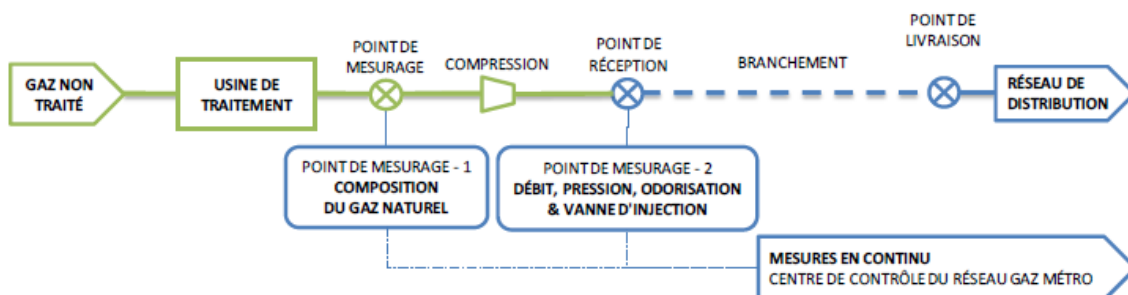 GAZ NON
TRAITÉ
USINE DE
TRAITEMENT
POINT DE
MESURAGE
COMPRESSION
POINT DE
RÉCEPTION
BRANCHEMENT
POINT DE
LIVRAISON
RÉSEAU DE
DISTRIBUTION
POINT DE MESURAGE - 1
COMPOSITION
DU GAZ NATUREL
POINT DE MESURAGE - 2
DÉBIT, PRESSION, ODORISATION
& VANNE D'INJECTION
MESURES EN CONTINU
CENTRE DE CONTRÔLE DU RÉSEAU GAZ MÉTRO